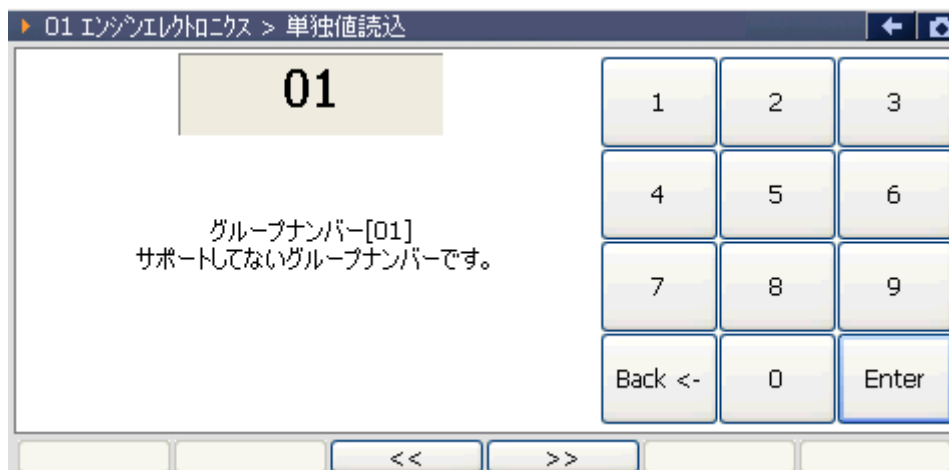 01 エンジンエレクトロニクス > 単独値読込
01
グループナンバー[01]
サポートしてないグループナンバーです。
1 2 3
4 5 6
7 8 9
Back <- 0 Enter
<< >>